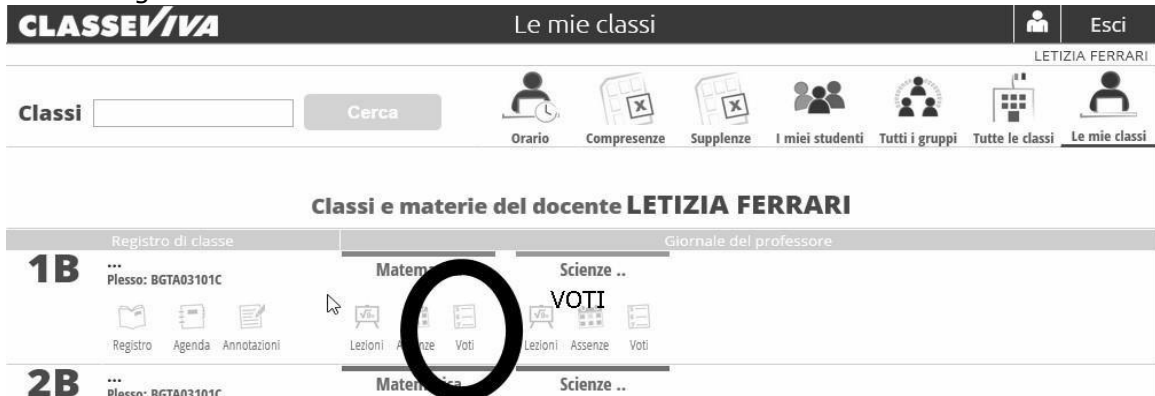 CLASSEVIVA Le mie classi Esci
LETIZIA FERRARI
Classi Cerca
Orario Compresenze Supplenze I miei studenti Tutti i gruppi Tutte le classi Le mie classi
Classi e materie del docente LETIZIA FERRARI
Registro di classe Giornale del professore
1B ... Scienze ..
Plesso: BGTA03101C
VOTI
Registro Agenda Annotazioni Lezioni Voti Lezioni Assenze Voti
2B ... Scienze ..
Plesso: BGTA03101C